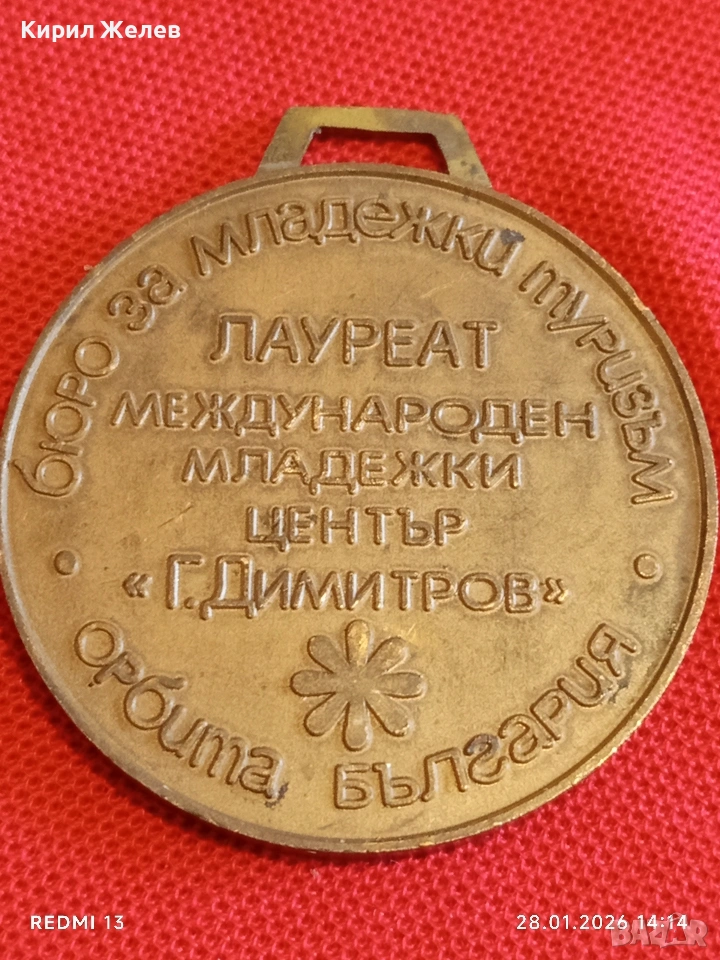 Кирил Желев
бюро за младежки туризъм
ЛАУРЕАТ
МЕЖДУНАРОДЕН
МЛАДЕЖКИ
ЦЕНТЪР
«Г.ДИМИТРОВ»
орбита, България
REDMI 13
28.01.2026 14:14
BAZAR